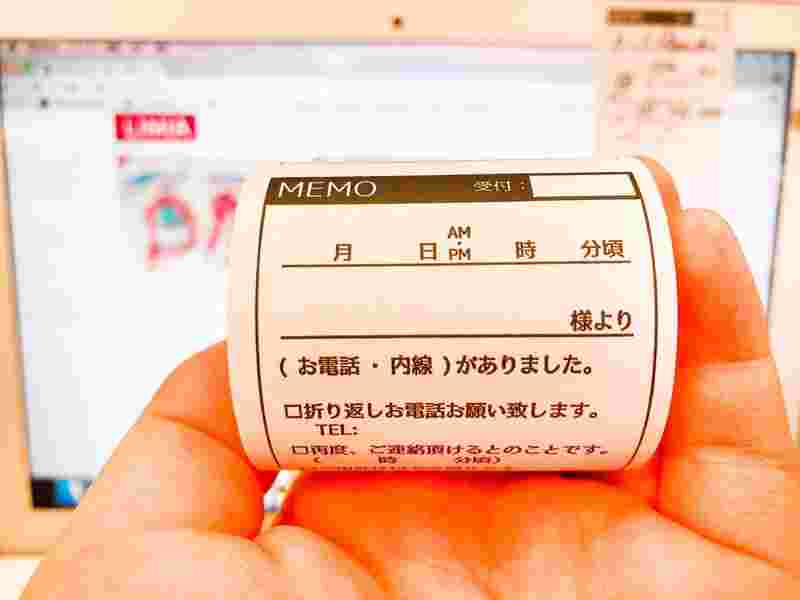 LIMIA
MEMO 受付：
月 日 AM・PM 時 分頃
様より
( お電話 ・ 内線 )がありました。
□折り返しお電話お願い致します。
TEL:
□再度、ご連絡頂けるとのことです。
( 時 分頃)